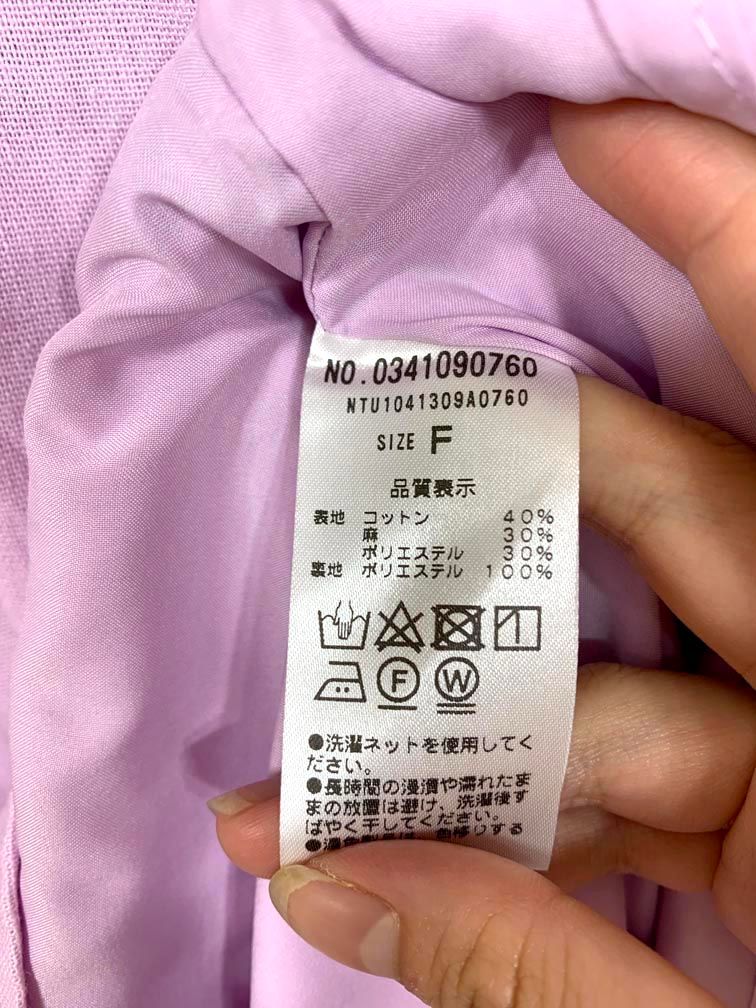 NO.0341090760
NTU1041309A0760
SIZE F
品質表示
表地 コットン 40%
麻 30%
ポリエステル 30%
裏地 ポリエステル 100%
F W
●洗濯ネットを使用してく
ださい。
●長時間の浸漬や濡れたま
まの放置は避け、洗濯後す
ばやく干してください。
移りする